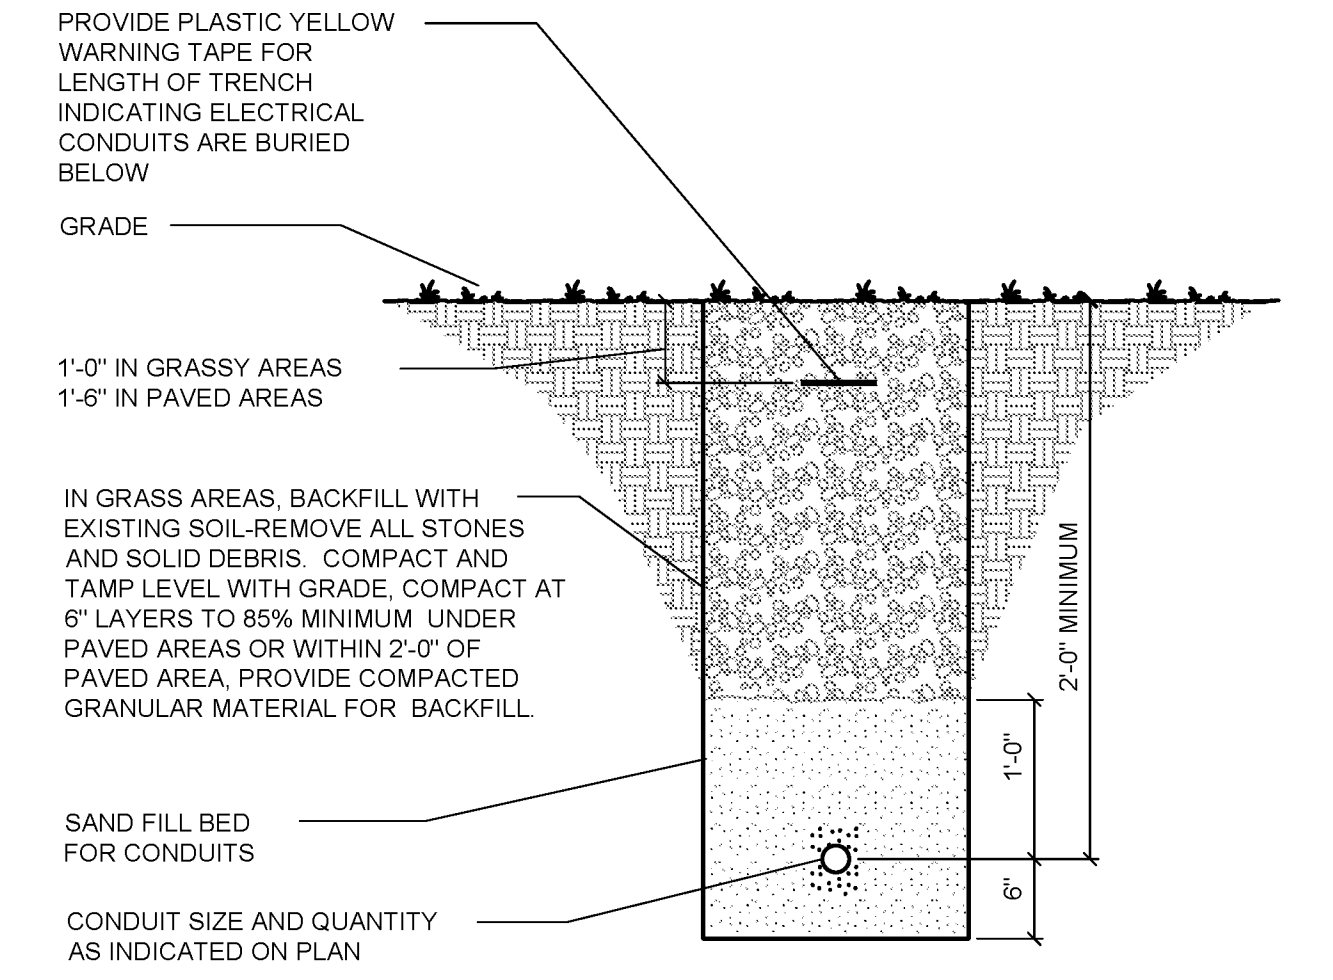 PROVIDE PLASTIC YELLOW
WARNING TAPE FOR
LENGTH OF TRENCH
INDICATING ELECTRICAL
CONDUITS ARE BURIED
BELOW
GRADE
1'-0" IN GRASSY AREAS
1'-6" IN PAVED AREAS
IN GRASS AREAS, BACKFILL WITH
EXISTING SOIL-REMOVE ALL STONES
AND SOLID DEBRIS. COMPACT AND
TAMP LEVEL WITH GRADE, COMPACT AT
6" LAYERS TO 85% MINIMUM UNDER
PAVED AREAS OR WITHIN 2'-0" OF
PAVED AREA, PROVIDE COMPACTED
GRANULAR MATERIAL FOR BACKFILL.
SAND FILL BED
FOR CONDUITS
CONDUIT SIZE AND QUANTITY
AS INDICATED ON PLAN
2'-0" MINIMUM
1'-0"
6"